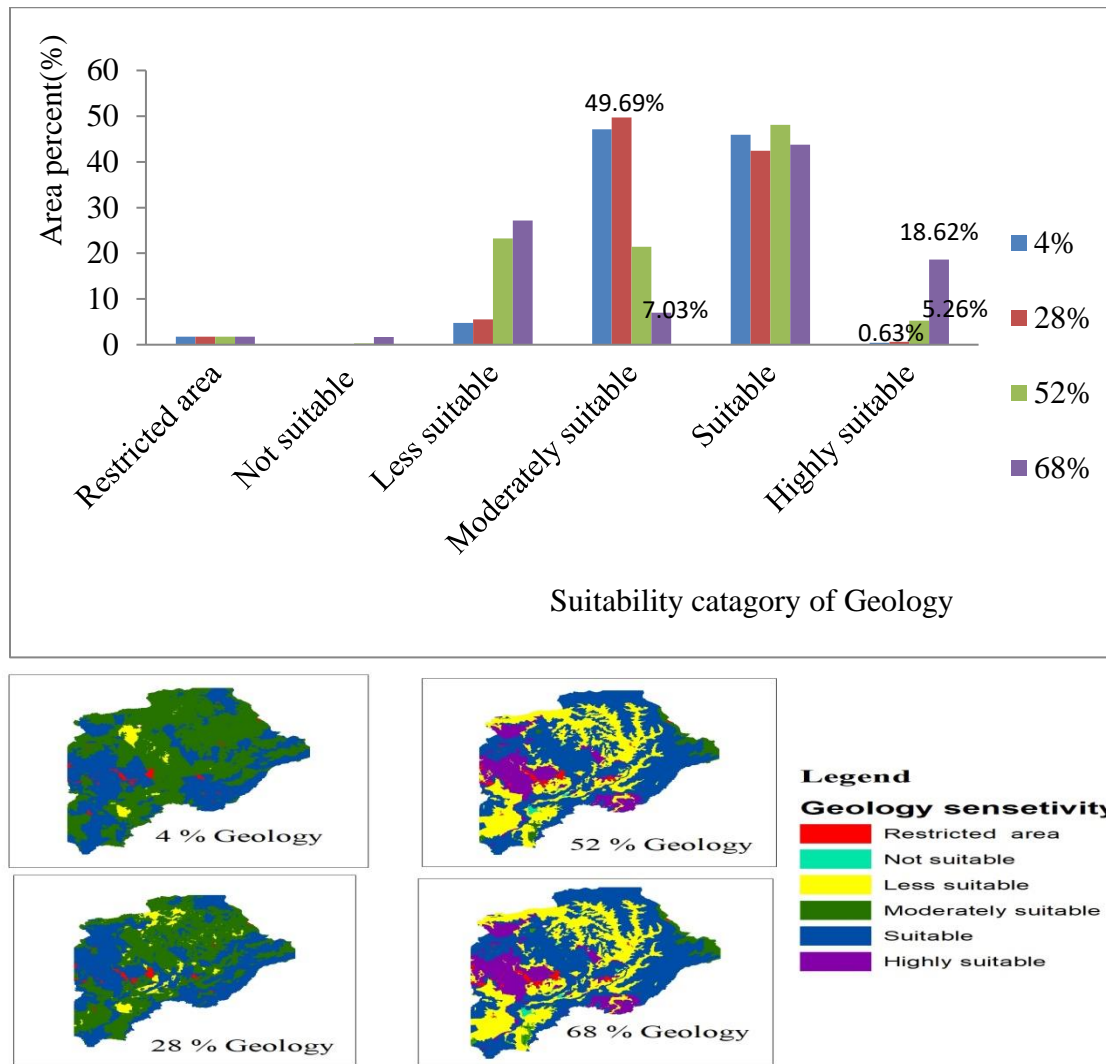 Area percent(%)
60
50
40
30
20
10
0
49.69%
7.03%
0.63%
5.26%
18.62%
Restricted area
Not suitable
Less suitable
Moderately suitable
Suitable
Highly suitable
4%
28%
52%
68%
Suitability catagory of Geology
4 % Geology
52 % Geology
28 % Geology
68 % Geology
Legend
Geology sensetivity
Restricted area
Not suitable
Less suitable
Moderately suitable
Suitable
Highly suitable